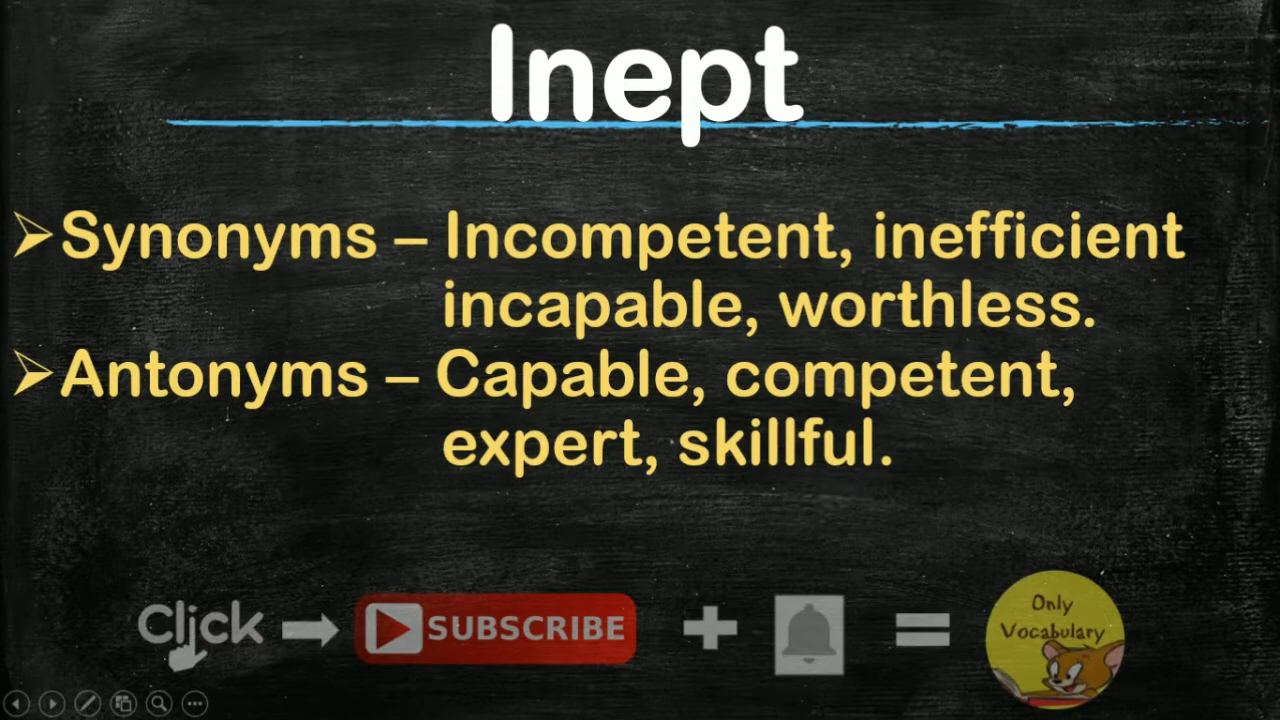 Inept
➢Synonyms – Incompetent, inefficient
incapable, worthless.
➢Antonyms – Capable, competent,
expert, skillful.
Click SUBSCRIBE + =
Only
Vocabulary